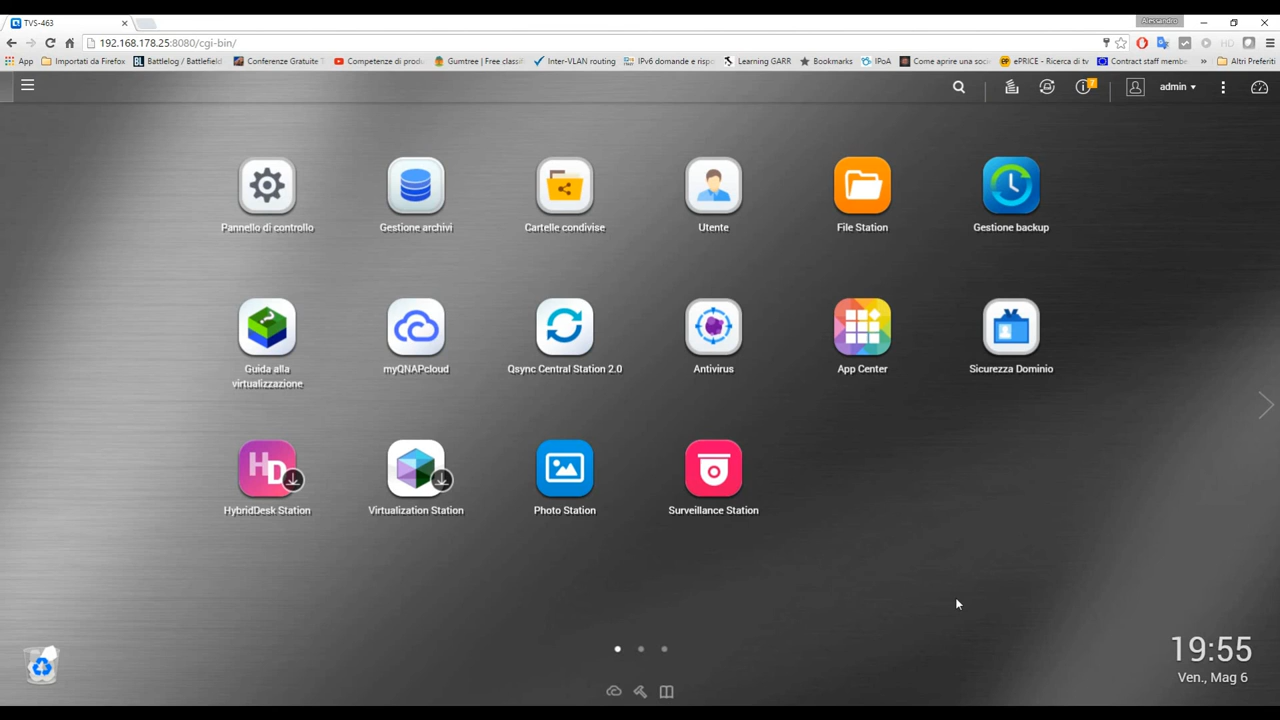 TVS-463
Alessandro
192.168.178.25:8080/cgi-bin/
App
Importati da Firefox
Battlelog / Battlefield
Conferenze Gratuite T
Competenze di produ
Gumtree | Free classi
Inter-VLAN routing
IPv6 domande e rispo
Learning GARR
Bookmarks
IPoA
Come aprire una soci
ePRICE - Ricerca di tv
Contract staff membe
Altri Preferiti
admin
Pannello di controllo
Gestione archivi
Cartelle condivise
Utente
File Station
Gestione backup
Guida alla
virtualizzazione
myQNAPcloud
Qsync Central Station 2.0
Antivirus
App Center
Sicurezza Dominio
HD
HybridDesk Station
Virtualization Station
Photo Station
Surveillance Station
19:55
Ven., Mag 6